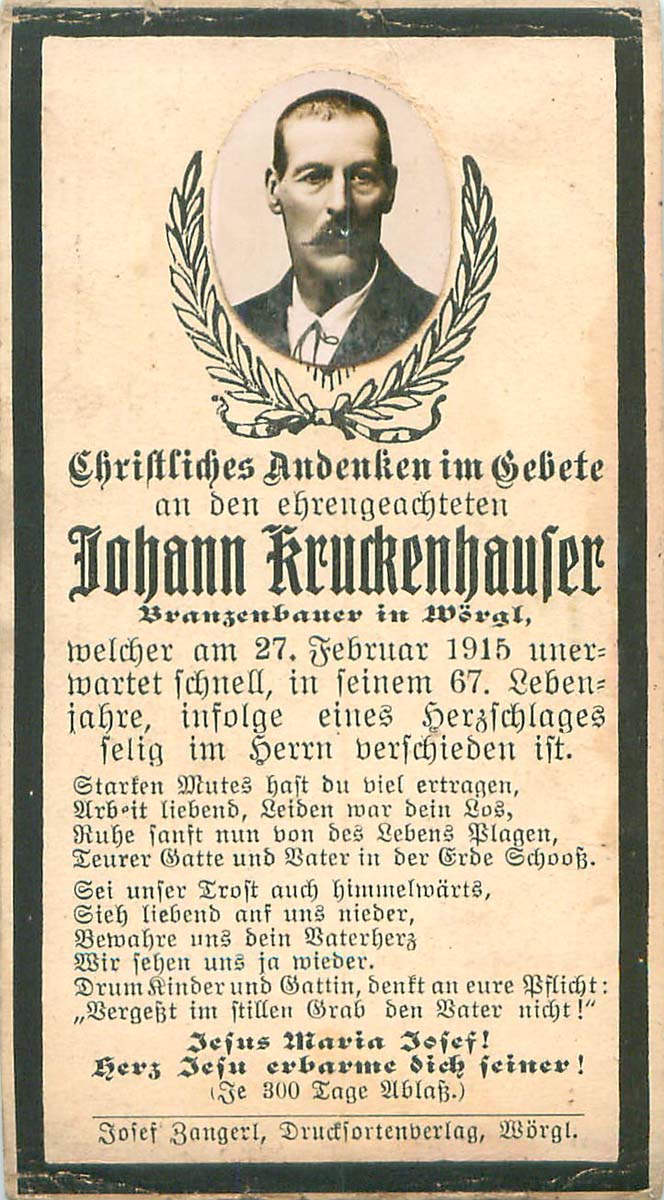 Christliches Andenken im Gebete
an den ehrengeachteten
Johann Kruckenhauser
Branzenbauer in Wörgl,
welcher am 27. Februar 1915 uner-
wartet schnell, in seinem 67. Leben-
jahre, infolge eines Herzschlages
selig im Herrn verschieden ist.
Starken Mutes hast du viel ertragen,
Arbeit liebend, Leiden war dein Los,
Ruhe sanft nun von des Lebens Plagen,
Teurer Gatte und Vater in der Erde Schooß.
Sei unser Trost auch himmelwärts,
Sieh liebend anf uns nieder,
Bewahre uns dein Vaterherz
Wir sehen uns ja wieder.
Drum Kinder und Gattin, denkt an eure Pflicht:
„Vergeßt im stillen Grab den Vater nicht!“
Jesus Maria Josef!
Herz Jesu erbarme dich seiner!
(Je 300 Tage Ablaß.)
Josef Zangerl, Drucksortenverlag, Wörgl.